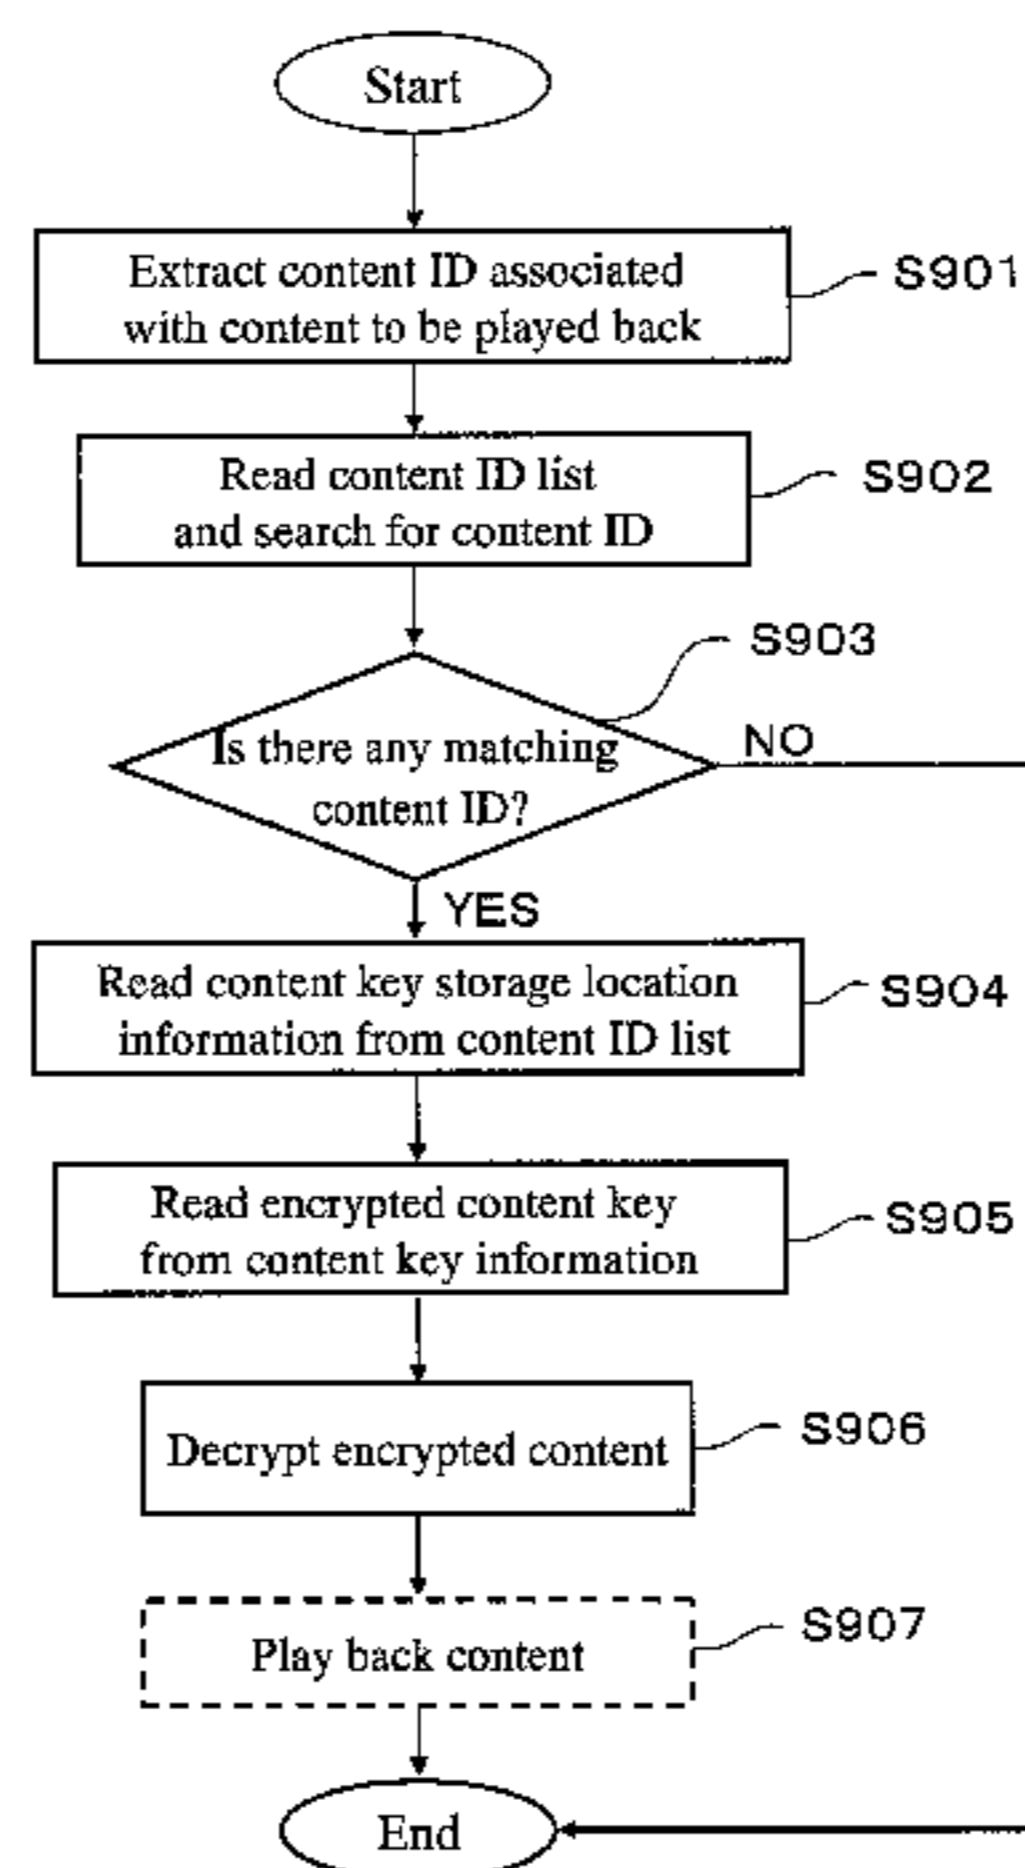 Start
Extract content ID associated
with content to be played back
S901
Read content ID list
and search for content ID
S902
S903
Is there any matching
content ID?
NO
YES
Read content key storage location
information from content ID list
S904
Read encrypted content key
from content key information
S905
Decrypt encrypted content
S906
Play back content
S907
End